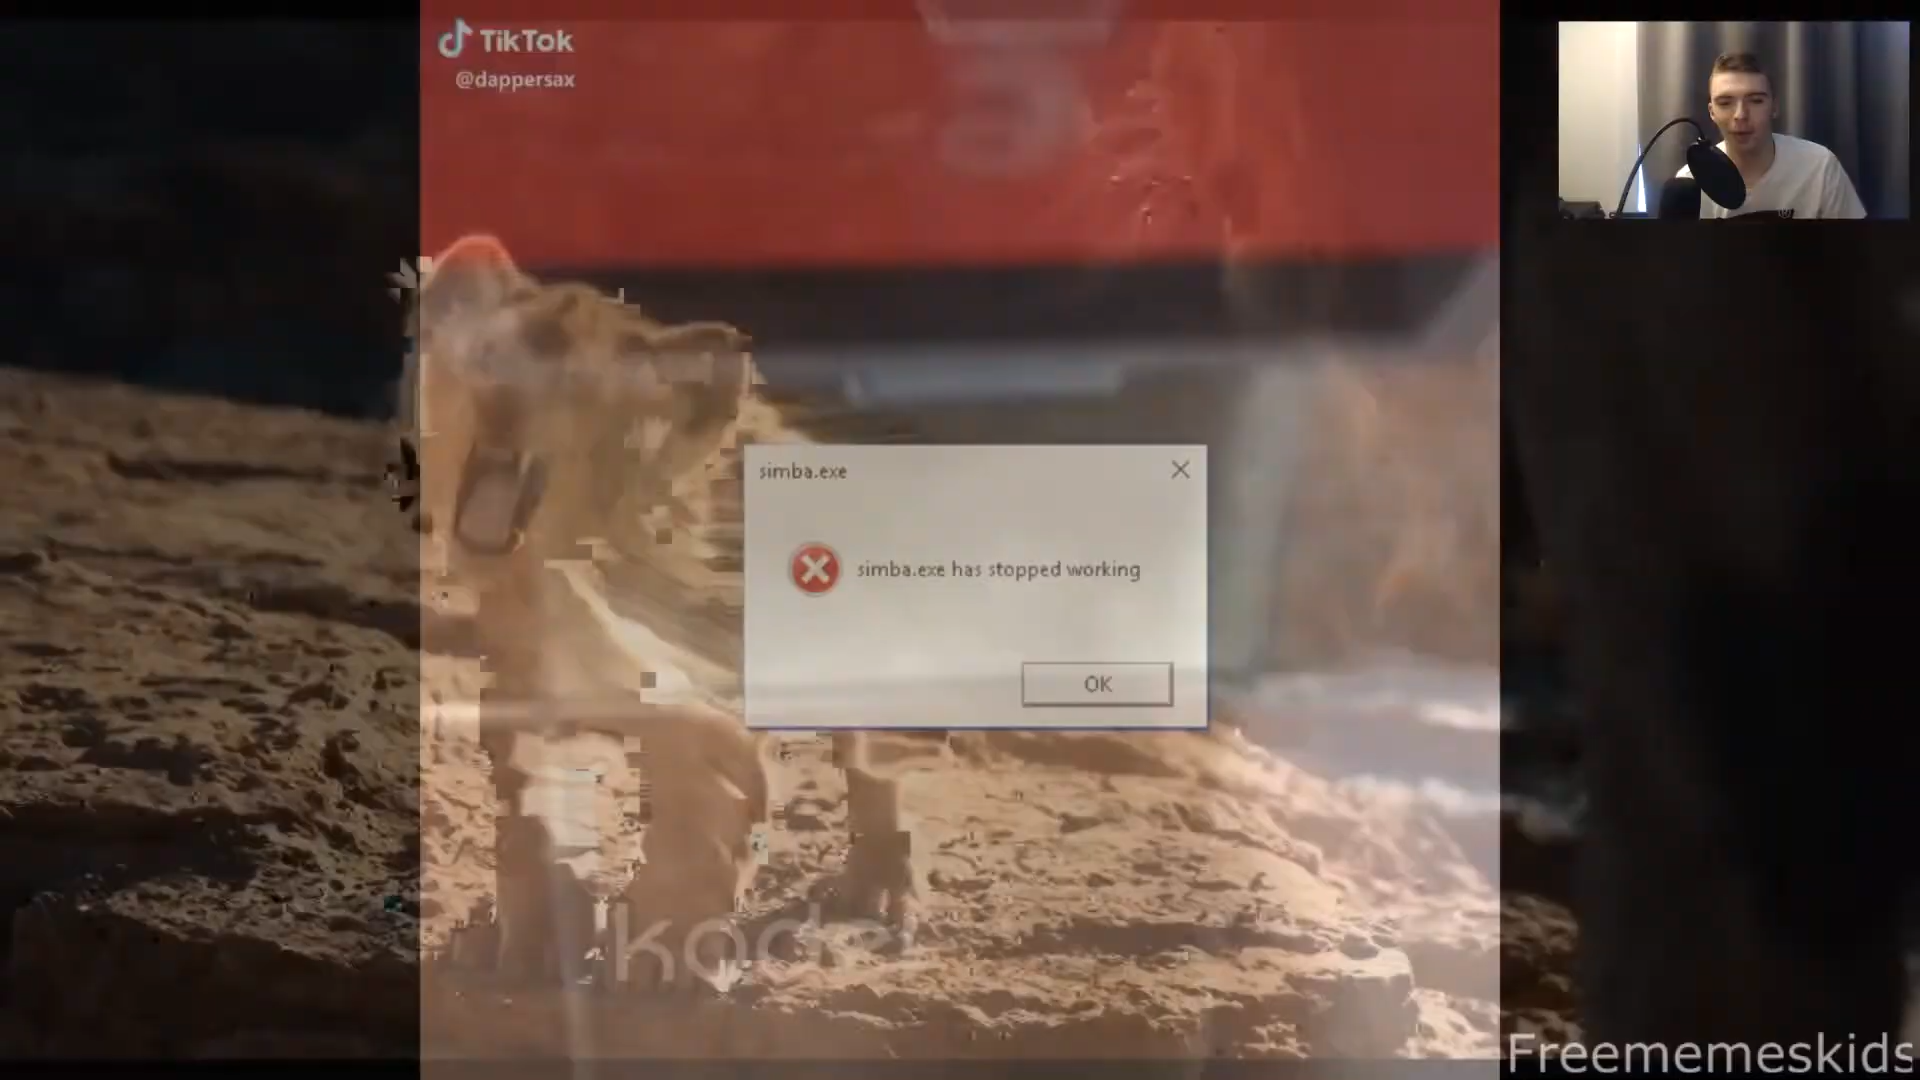 TikTok
@dappersax
simba.exe
simba.exe has stopped working
OK
Freememeskids